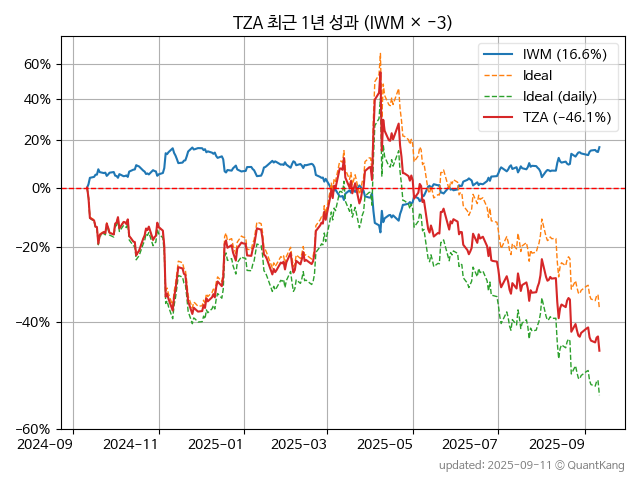 TZA 최근 1년 성과 (IWM × −3)
IWM (16.6%)
Ideal
Ideal (daily)
TZA (−46.1%)
60%
40%
20%
0%
−20%
−40%
−60%
2024-09
2024-11
2025-01
2025-03
2025-05
2025-07
2025-09
updated: 2025-09-11 © QuantKang